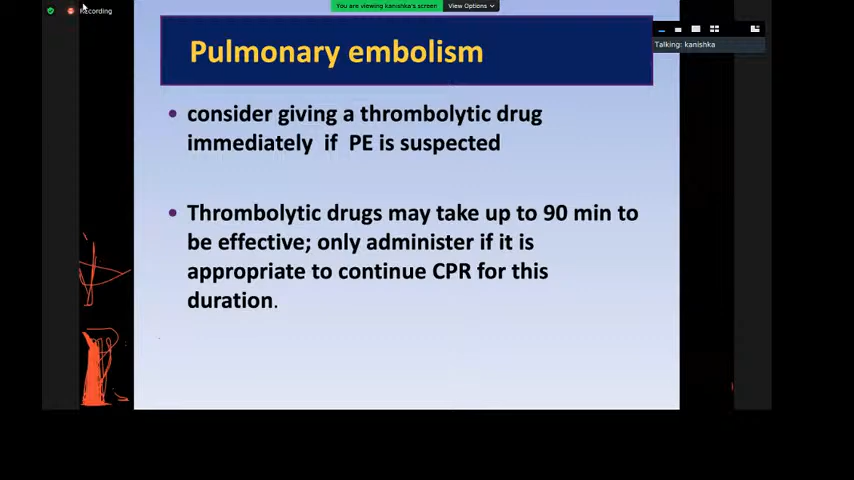 Recording
You are viewing kanishka's screen
View Options
Talking: kanishka
Pulmonary embolism
• consider giving a thrombolytic drug
immediately if PE is suspected
• Thrombolytic drugs may take up to 90 min to
be effective; only administer if it is
appropriate to continue CPR for this
duration.